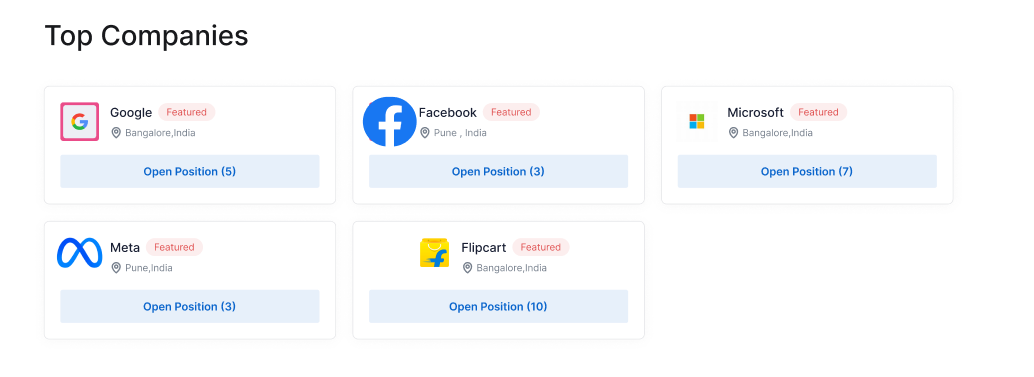 Top Companies
Google Featured
Bangalore,India
Open Position (5)
Facebook Featured
Pune , India
Open Position (3)
Microsoft Featured
Bangalore,India
Open Position (7)
Meta Featured
Pune,India
Open Position (3)
Flipcart Featured
Bangalore,India
Open Position (10)